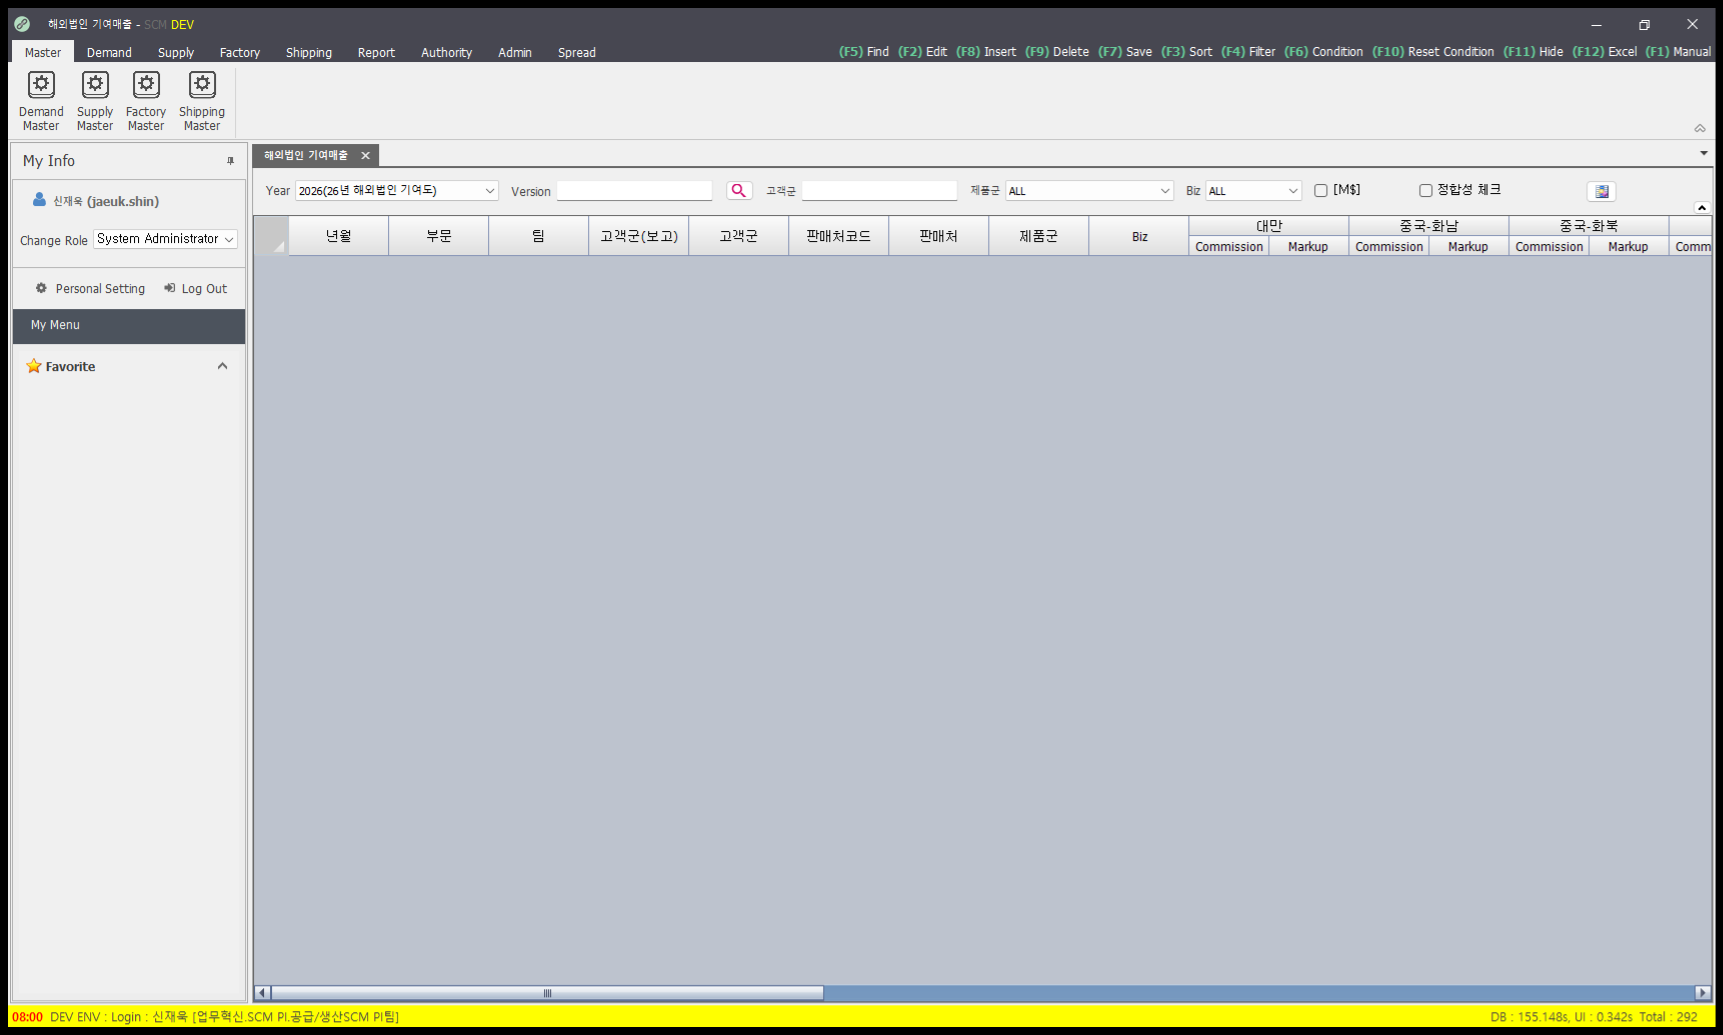 해외법인 기여매출 - SCM DEV
Master Demand Supply Factory Shipping Report Authority Admin Spread
(F5) Find (F2) Edit (F8) Insert (F9) Delete (F7) Save (F3) Sort (F4) Filter (F6) Condition (F10) Reset Condition (F11) Hide (F12) Excel (F1) Manual
Demand Master
Supply Master
Factory Master
Shipping Master
My Info
신재욱 (jaeuk.shin)
Change Role System Administrator
Personal Setting Log Out
My Menu
Favorite
해외법인 기여매출
Year 2026(26년 해외법인 기여도) Version 고객군 제품군 ALL Biz ALL [M$] 정합성 체크
년월 부문 팀 고객군(보고) 고객군 판매처코드 판매처 제품군 Biz 대만 중국-화남 중국-화북
Commission Markup Commission Markup Commission Markup Comm
08:00 DEV ENV : Login : 신재욱 [업무혁신.SCM PI.공급/생산SCM PI팀]
DB : 155.148s, UI : 0.342s Total : 292